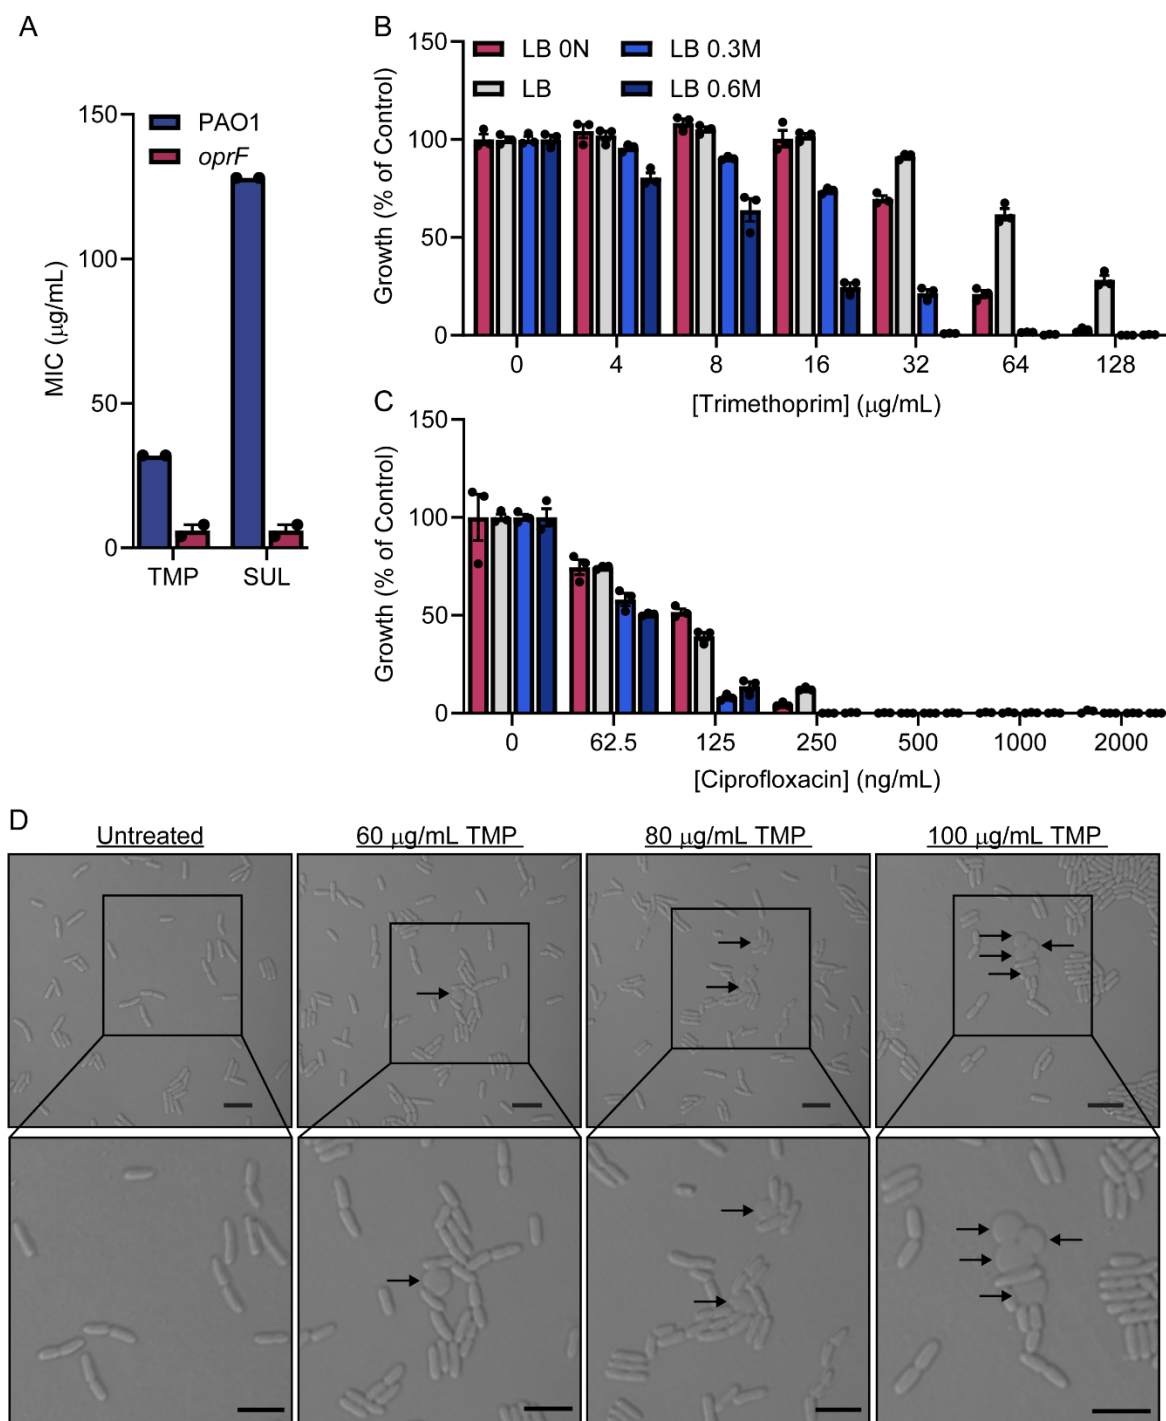 A
MIC (μg/mL)
150
100
50
0
PAO1
oprF
TMP SUL
B
Growth (% of Control)
150
100
50
0
LB 0N LB 0.3M
LB LB 0.6M
0 4 8 16 32 64 128
[Trimethoprim] (μg/mL)
C
Growth (% of Control)
150
100
50
0
0 62.5 125 250 500 1000 2000
[Ciprofloxacin] (ng/mL)
D
Untreated 60 μg/mL TMP 80 μg/mL TMP 100 μg/mL TMP